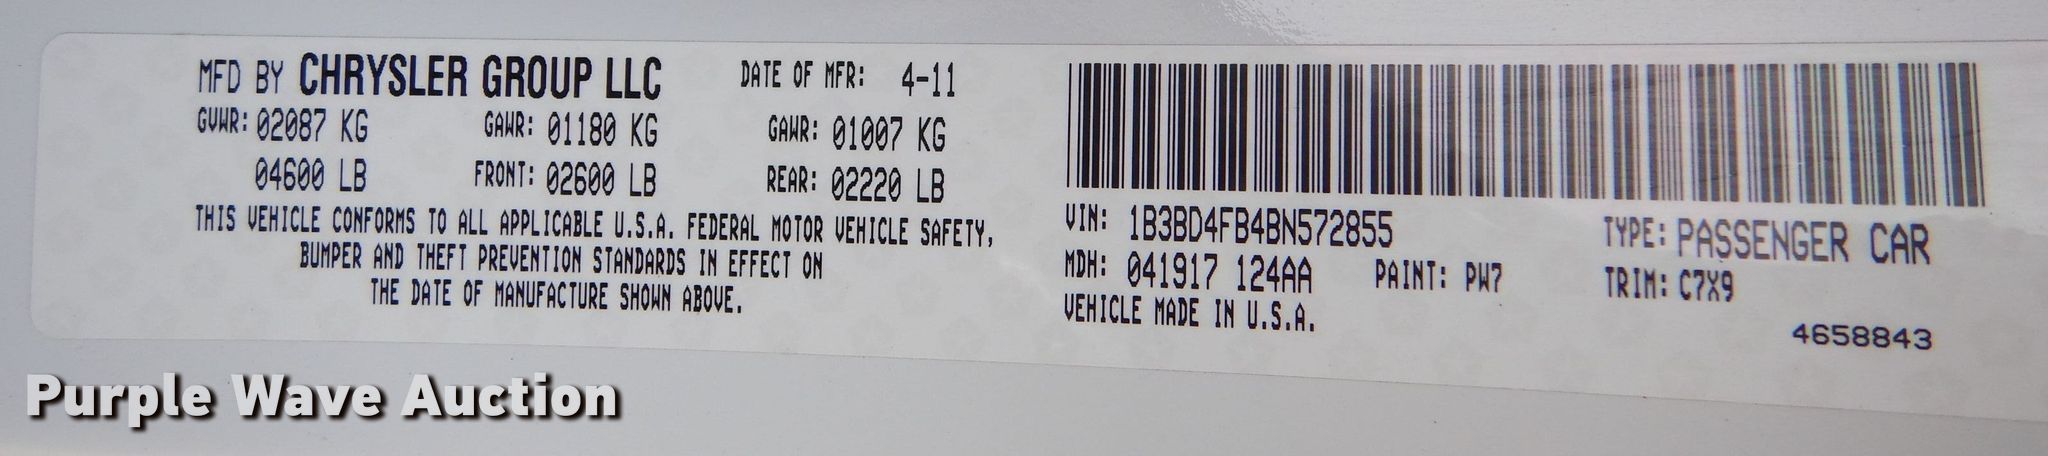 MFD BY CHRYSLER GROUP LLC DATE OF MFR: 4-11
GVWR: 02087 KG GAWR: 01180 KG GAWR: 01007 KG
04600 LB FRONT: 02600 LB REAR: 02220 LB
THIS VEHICLE CONFORMS TO ALL APPLICABLE U.S.A. FEDERAL MOTOR VEHICLE SAFETY,
BUMPER AND THEFT PREVENTION STANDARDS IN EFFECT ON
THE DATE OF MANUFACTURE SHOWN ABOVE.
VIN: 1B3BD4FB4BN572855 TYPE: PASSENGER CAR
MDH: 041917 124AA PAINT: PW7 TRIM: C7X9
VEHICLE MADE IN U.S.A.
4658843
Purple Wave Auction